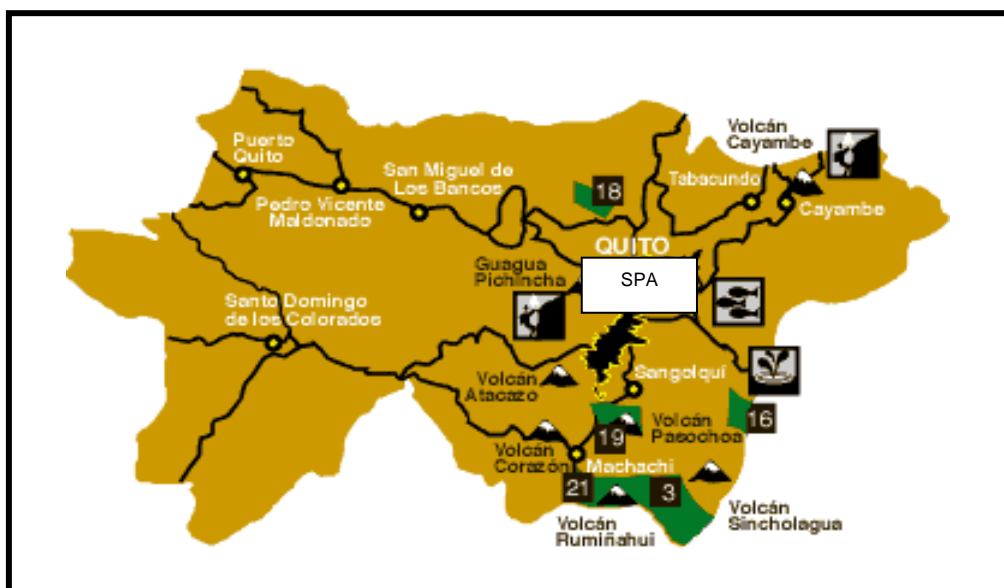 Volcán
Cayambe
Puerto
Quito
San Miguel de
Los Bancos
Tabacundo
18
Pedro Vicente
Maldonado
Cayambe
QUITO
Guagua
Pichincha
SPA
Santo Domingo
de los Colorados
Sangolquí
Volcán
Atacazo
Volcán
Pasochoa
16
19
Volcán
Corazón
Machachi
21
3
Volcán
Sincholagua
Volcán
Rumiñahui